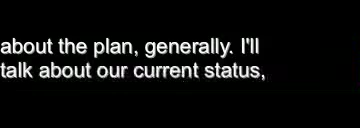 about the plan, generally. I'll
talk about our current status,